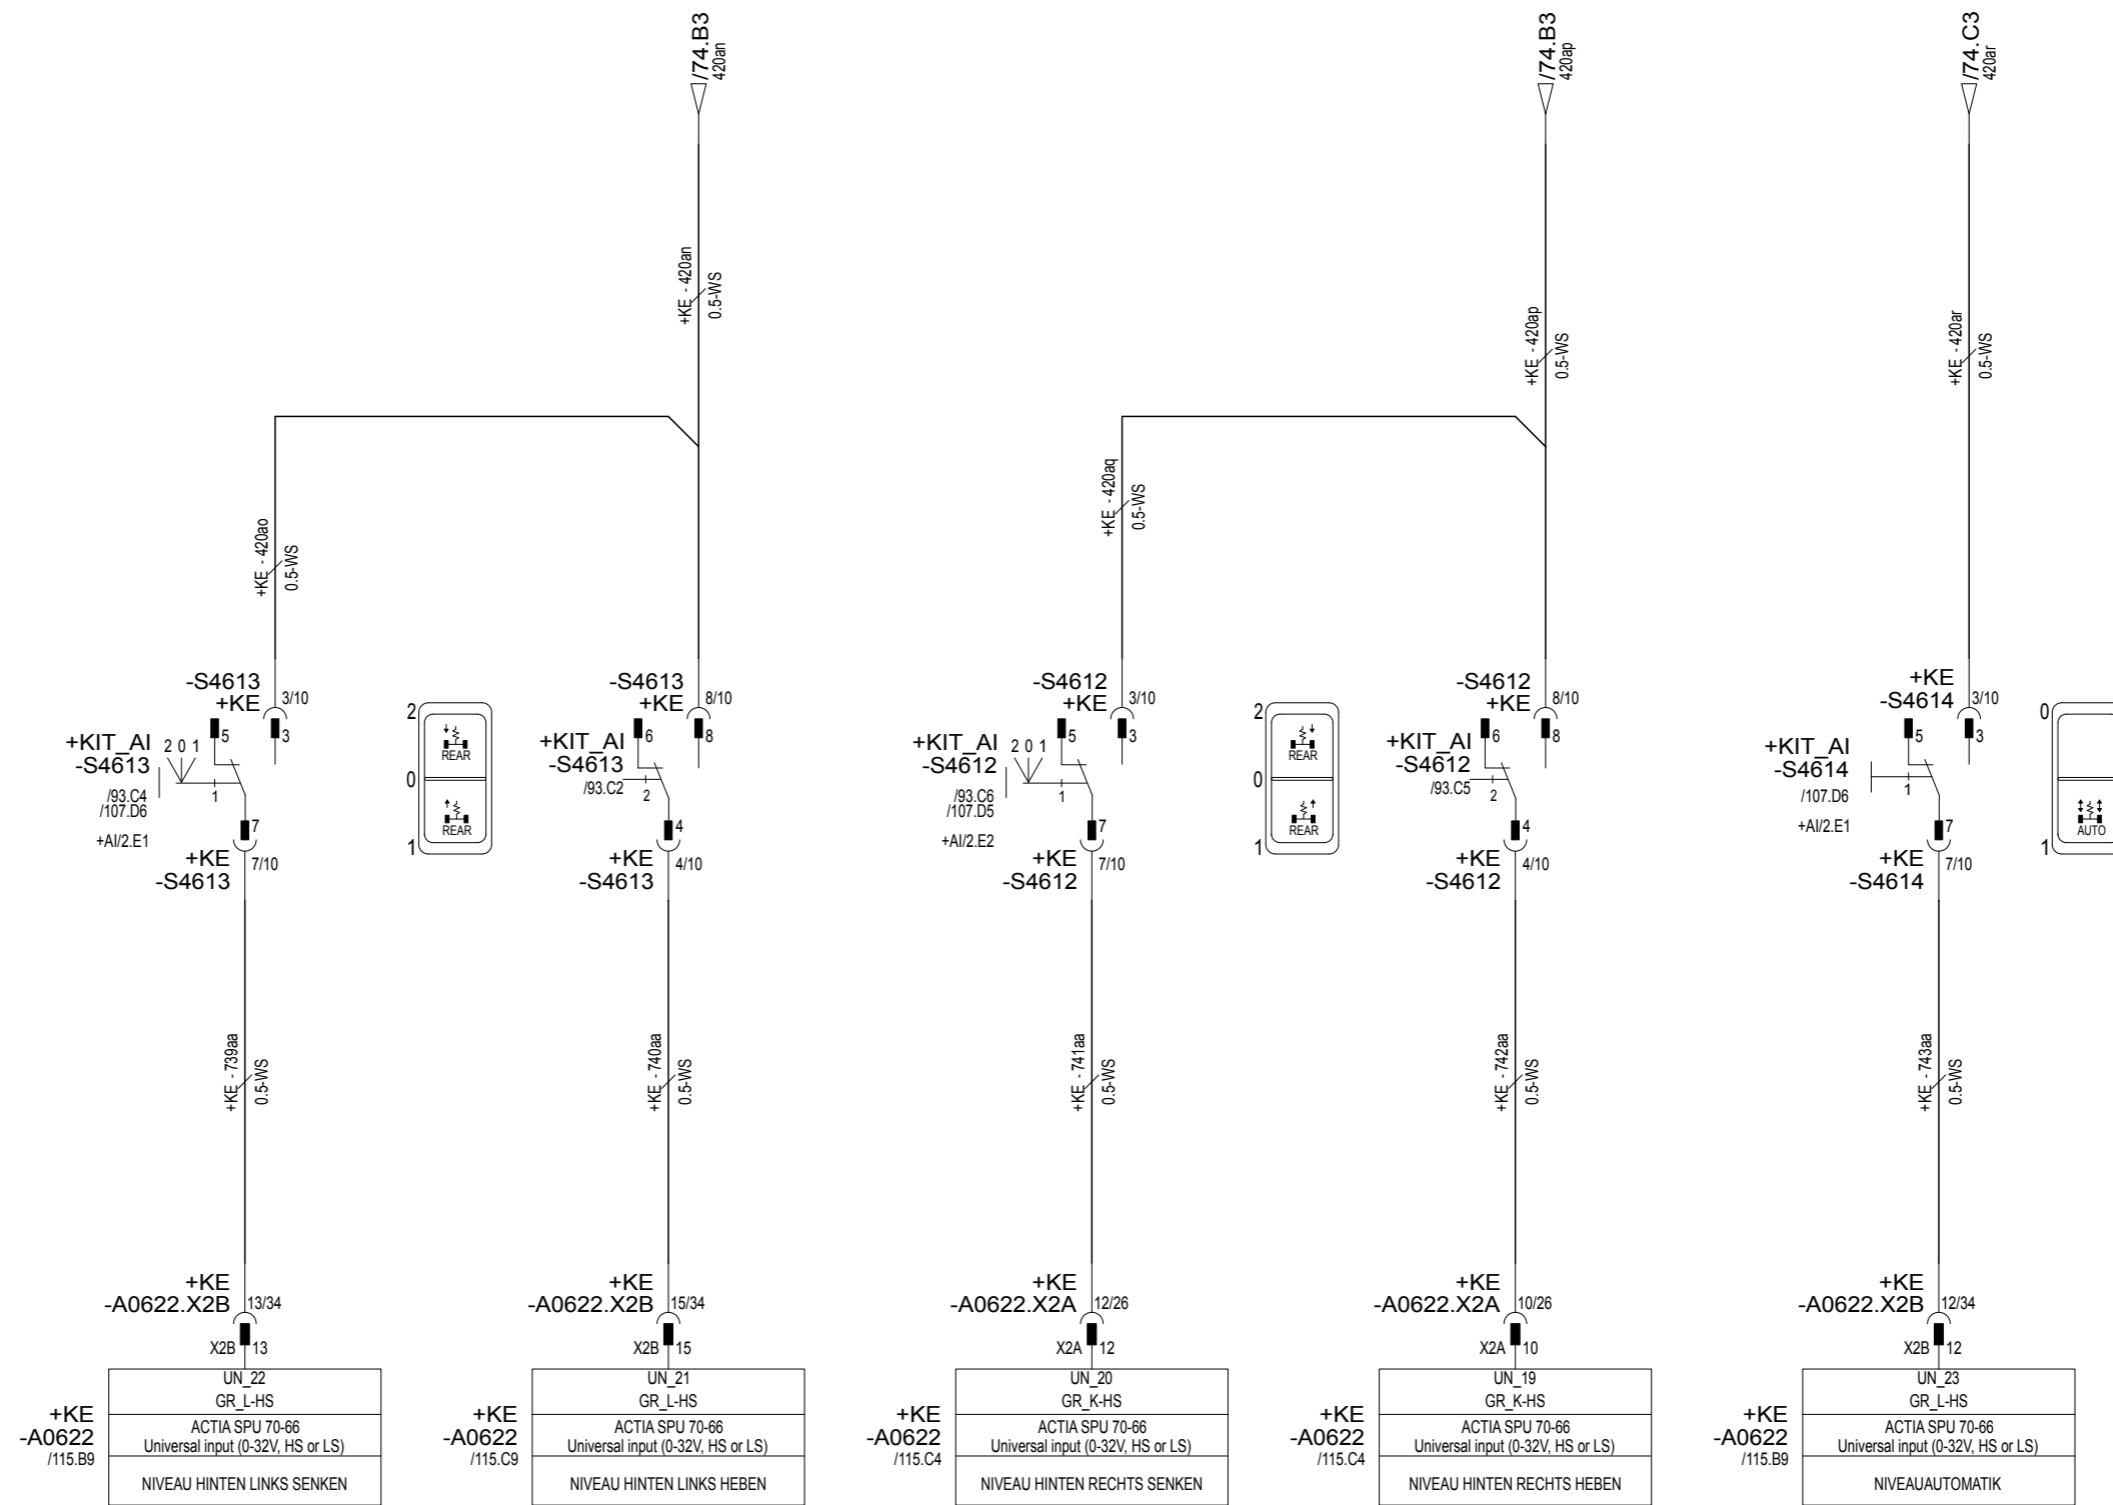 /74.B3
420an
/74.B3
420ap
/74.C3
420ar
+KE - 420an
0.5-WS
+KE - 420ap
0.5-WS
+KE - 420ar
0.5-WS
+KE - 420ao
0.5-WS
+KE - 420aq
0.5-WS
-S4613
+KE
3/10
5
3
+KIT_AI
-S4613
2 0 1
/93.C4
/107.D6
1
+AI/2.E1
7
+KE
-S4613
7/10
2
0
1
REAR
REAR
-S4613
+KE
8/10
6
8
+KIT_AI
-S4613
/93.C2
2
4
+KE
-S4613
4/10
-S4612
+KE
3/10
5
3
+KIT_AI
-S4612
2 0 1
/93.C6
/107.D5
1
+AI/2.E2
7
+KE
-S4612
7/10
2
0
1
REAR
REAR
-S4612
+KE
8/10
6
8
+KIT_AI
-S4612
/93.C5
2
4
+KE
-S4612
4/10
+KE
-S4614
3/10
5
3
+KIT_AI
-S4614
/107.D6
1
+AI/2.E1
7
+KE
-S4614
7/10
0
1
AUTO
+KE - 739aa
0.5-WS
+KE - 740aa
0.5-WS
+KE - 741aa
0.5-WS
+KE - 742aa
0.5-WS
+KE - 743aa
0.5-WS
+KE
-A0622.X2B
13/34
X2B
13
UN_22
GR_L-HS
+KE
-A0622
/115.B9
ACTIA SPU 70-66
Universal input (0-32V, HS or LS)
NIVEAU HINTEN LINKS SENKEN
+KE
-A0622.X2B
15/34
X2B
15
UN_21
GR_L-HS
+KE
-A0622
/115.C9
ACTIA SPU 70-66
Universal input (0-32V, HS or LS)
NIVEAU HINTEN LINKS HEBEN
+KE
-A0622.X2A
12/26
X2A
12
UN_20
GR_K-HS
+KE
-A0622
/115.C4
ACTIA SPU 70-66
Universal input (0-32V, HS or LS)
NIVEAU HINTEN RECHTS SENKEN
+KE
-A0622.X2A
10/26
X2A
10
UN_19
GR_K-HS
+KE
-A0622
/115.C4
ACTIA SPU 70-66
Universal input (0-32V, HS or LS)
NIVEAU HINTEN RECHTS HEBEN
+KE
-A0622.X2B
12/34
X2B
12
UN_23
GR_L-HS
+KE
-A0622
/115.B9
ACTIA SPU 70-66
Universal input (0-32V, HS or LS)
NIVEAUAUTOMATIK